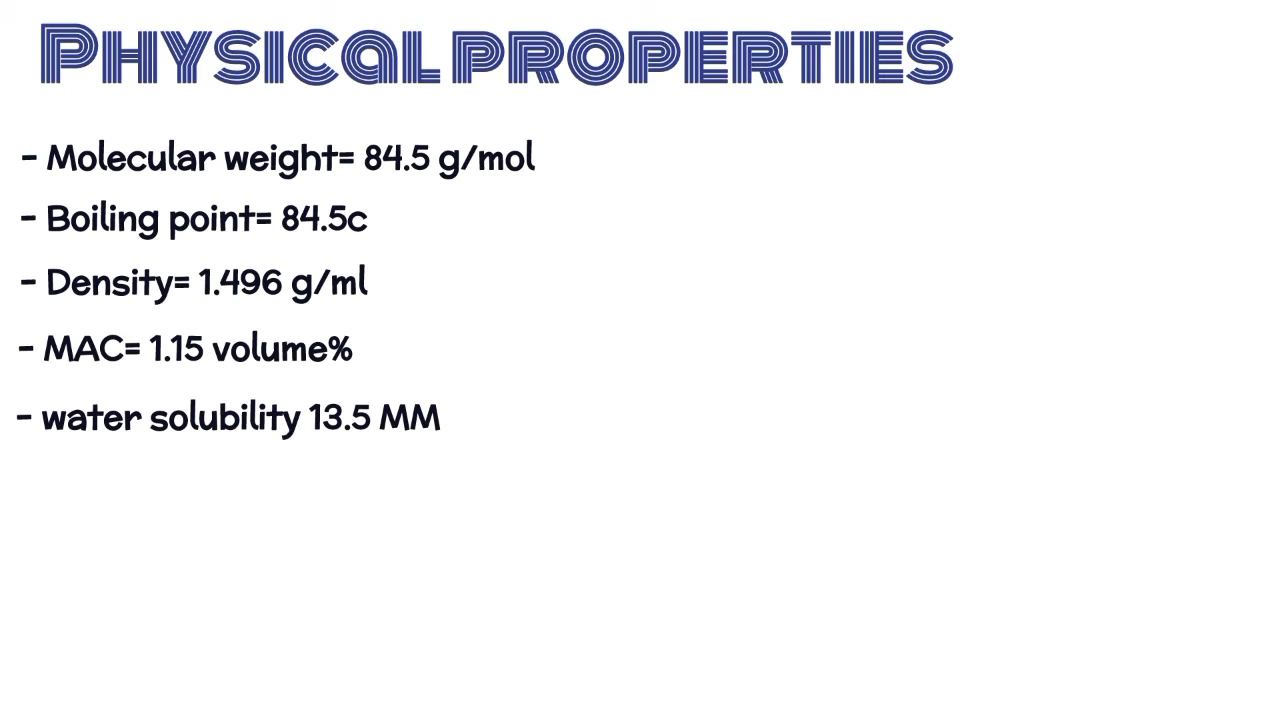 Physical properties
- Molecular weight= 84.5 g/mol
- Boiling point= 84.5c
- Density= 1.496 g/ml
- MAC= 1.15 volume%
- water solubility 13.5 MM